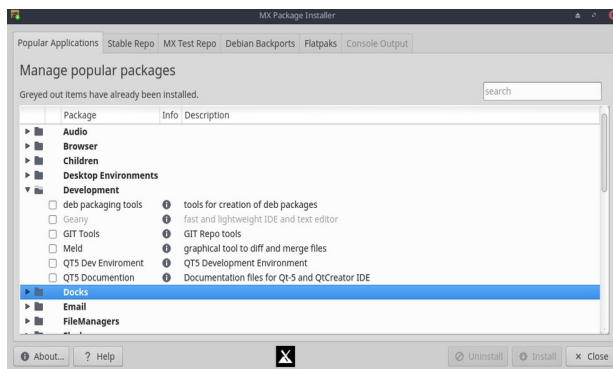 MX Package Installer
Popular Applications Stable Repo MX Test Repo Debian Backports Flatpaks Console Output
Manage popular packages
Greyed out items have already been installed.
search
Package Info Description
Audio
Browser
Children
Desktop Environments
Development
deb packaging tools tools for creation of deb packages
Geany fast and lightweight IDE and text editor
GIT Tools GIT Repo tools
Meld graphical tool to diff and merge files
QT5 Dev Enviroment QT5 Development Environment
QT5 Documention Documentation files for Qt-5 and QtCreator IDE
Docks
Email
FileManagers
About... ? Help Uninstall Install Close